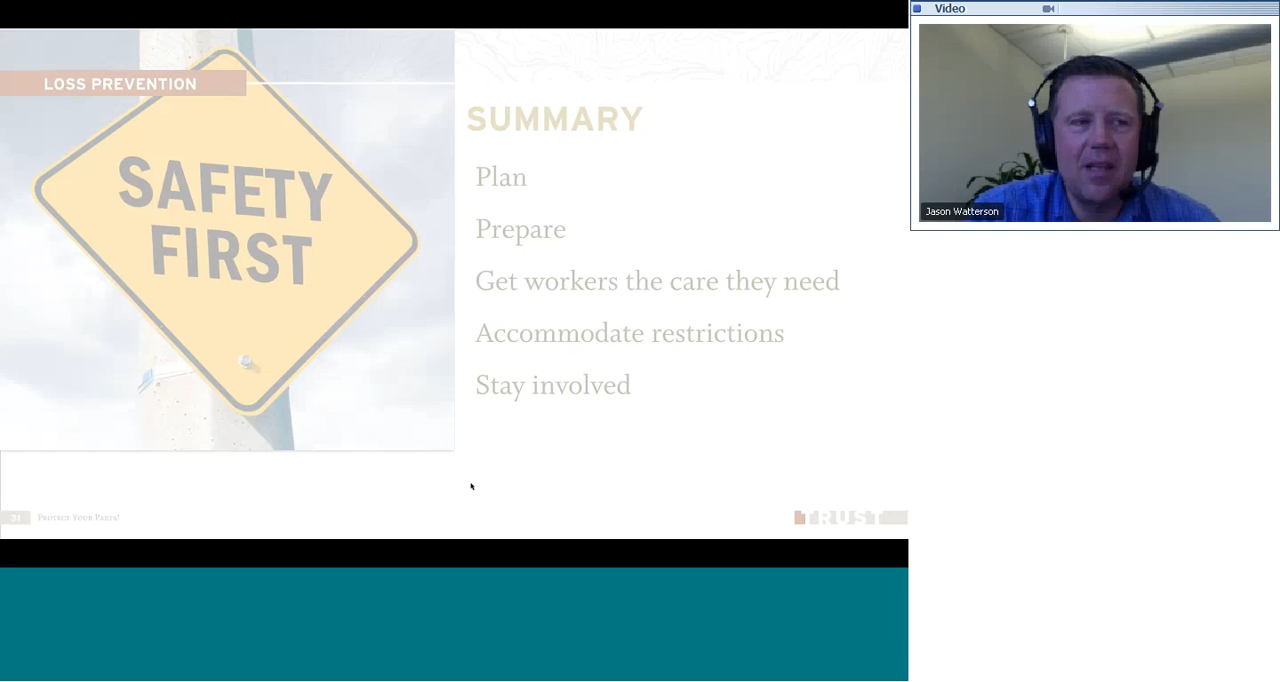 Video
LOSS PREVENTION
SAFETY
FIRST
SUMMARY
Plan
Prepare
Get workers the care they need
Accommodate restrictions
Stay involved
Jason Watterson
31
PROTECT YOUR PARTS!
TRUST